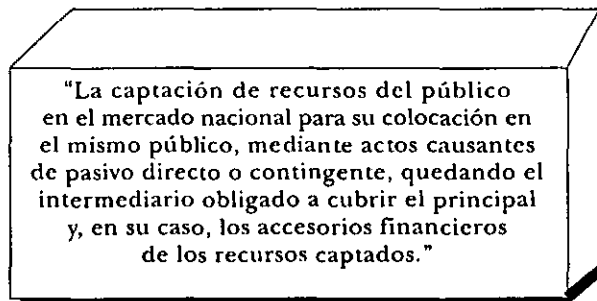 "La captación de recursos del público
en el mercado nacional para su colocación en
el mismo público, mediante actos causantes
de pasivo directo o contingente, quedando el
intermediario obligado a cubrir el principal
y, en su caso, los accesorios financieros
de los recursos captados."